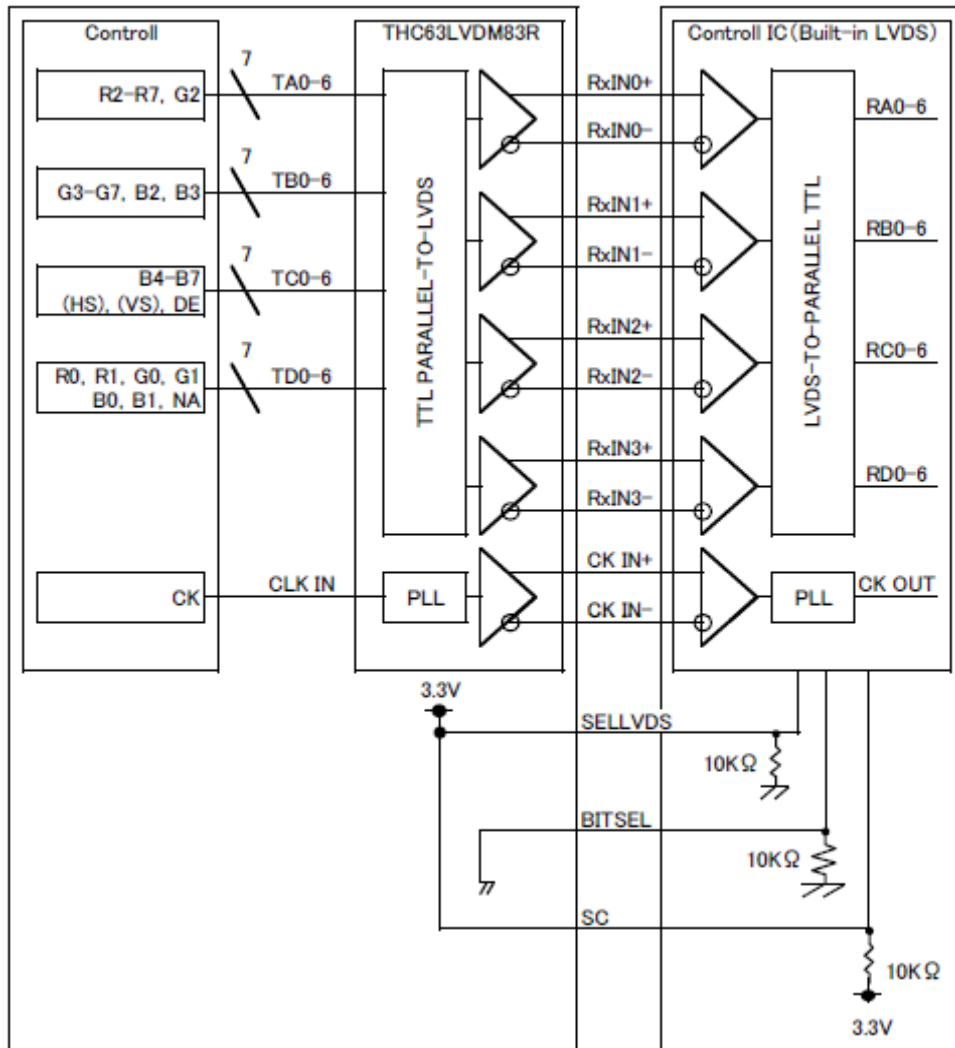 Controll
THC63LVDM83R
Controll IC(Built-in LVDS)
R2-R7, G2
7
TA0-6
RxIN0+
RxIN0-
RA0-6
G3-G7, B2, B3
7
TB0-6
RxIN1+
RxIN1-
RB0-6
B4-B7
(HS), (VS), DE
7
TC0-6
RxIN2+
RxIN2-
RC0-6
R0, R1, G0, G1
B0, B1, NA
7
TD0-6
RxIN3+
RxIN3-
RD0-6
TTL PARALLEL-TO-LVDS
LVDS-TO-PARALLEL TTL
CK
CLK IN
PLL
CK IN+
CK IN-
PLL
CK OUT
3.3V
SELLVDS
10KΩ
BITSEL
10KΩ
SC
10KΩ
3.3V